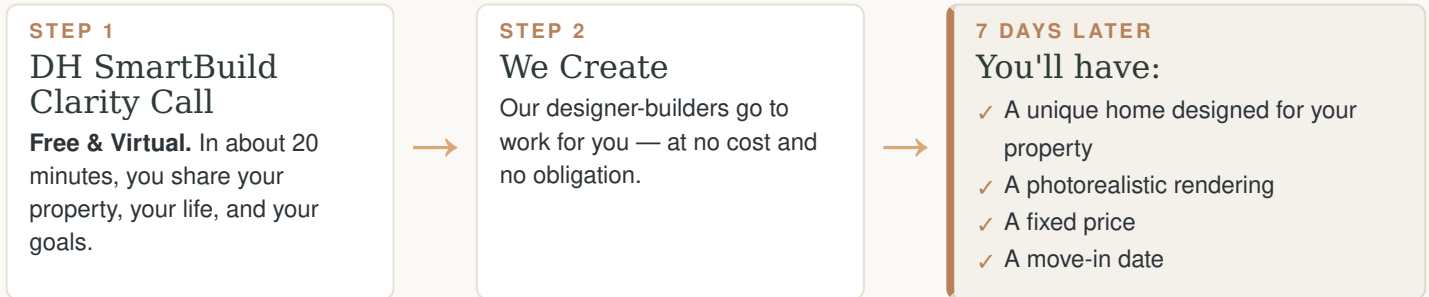 STEP 1
DH SmartBuild
Clarity Call
Free & Virtual. In about 20
minutes, you share your
property, your life, and your
goals.
→
STEP 2
We Create
Our designer-builders go to
work for you — at no cost and
no obligation.
→
7 DAYS LATER
You'll have:
✓ A unique home designed for your
property
✓ A photorealistic rendering
✓ A fixed price
✓ A move-in date